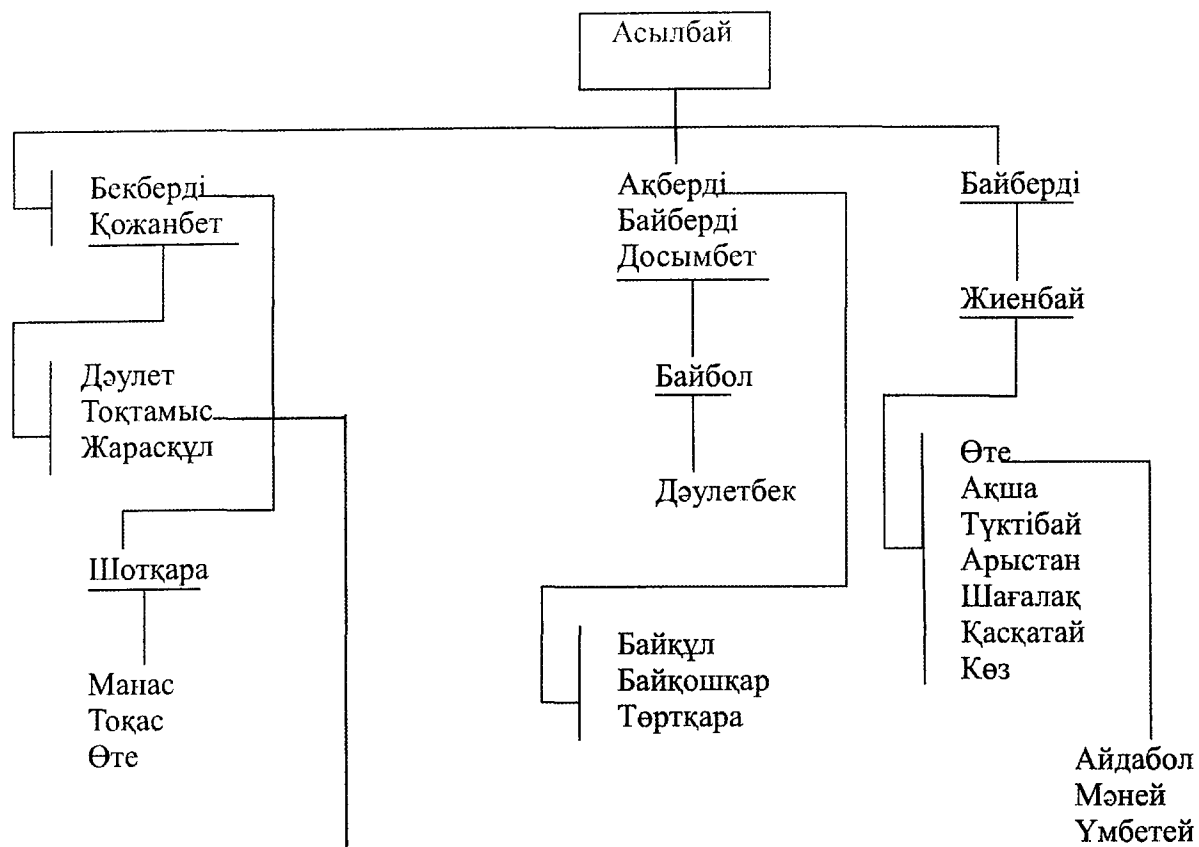 Асылбай
Бекберді
Қожанбет
Ақберді
Байберді
Досымбет
Байберді
Жиенбай
Дәулет
Тоқтамыс
Жарасқұл
Байбол
Дәулетбек
Өте
Ақша
Түктібай
Арыстан
Шағалақ
Қасқатай
Көз
Шотқара
Манас
Тоқас
Өте
Байқұл
Байқошқар
Төртқара
Айдабол
Мәней
Үмбетей